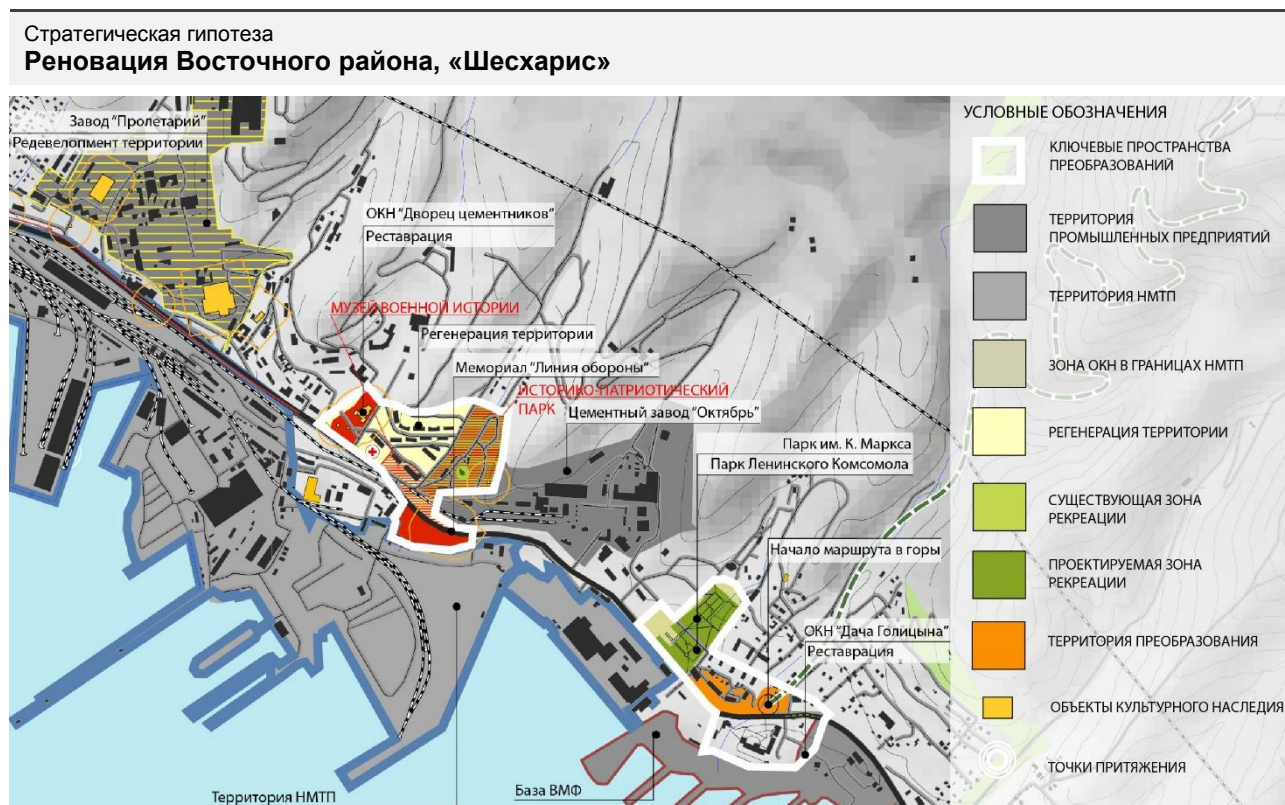 Стратегическая гипотеза
Реновация Восточного района, «Шесхарис»
Завод "Пролетарий"
Редевелопмент территории
ОКН "Дворец цементников"
Реставрация
МУЗЕЙ ВОЕННОЙ ИСТОРИИ
Регенерация территории
Мемориал "Линия обороны"
ИСТОРИКО-ПАТРИОТИЧЕСКИЙ
ПАРК
Цементный завод "Октябрь"
Парк им. К. Маркса
Парк Ленинского Комсомола
Начало маршрута в горы
ОКН "Дача Голицына"
Реставрация
База ВМФ
Территория НМТП
УСЛОВНЫЕ ОБОЗНАЧЕНИЯ
КЛЮЧЕВЫЕ ПРОСТРАНСТВА
ПРЕОБРАЗОВАНИЙ
ТЕРРИТОРИЯ
ПРОМЫШЛЕННЫХ ПРЕДПРИЯТИЙ
ТЕРРИТОРИЯ НМТП
ЗОНА ОКН В ГРАНИЦАХ НМТП
РЕГЕНЕРАЦИЯ ТЕРРИТОРИИ
СУЩЕСТВУЮЩАЯ ЗОНА
РЕКРЕАЦИИ
ПРОЕКТИРУЕМАЯ ЗОНА
РЕКРЕАЦИИ
ТЕРРИТОРИЯ ПРЕОБРАЗОВАНИЯ
ОБЪЕКТЫ КУЛЬТУРНОГО НАСЛЕДИЯ
ТОЧКИ ПРИТЯЖЕНИЯ